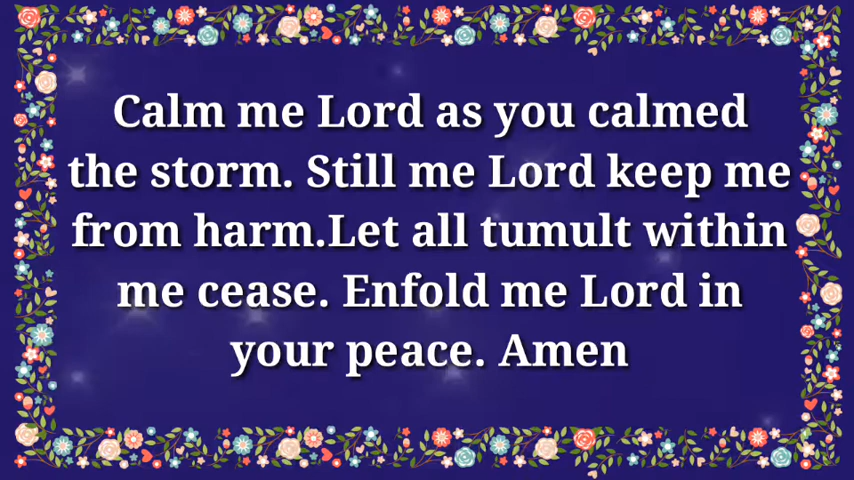 Calm me Lord as you calmed
the storm. Still me Lord keep me
from harm.Let all tumult within
me cease. Enfold me Lord in
your peace. Amen